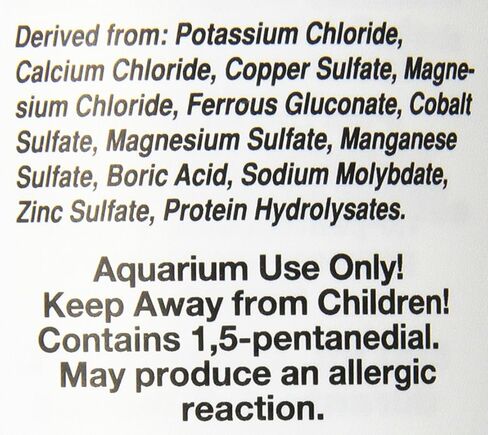 Derived from: Potassium Chloride,
Calcium Chloride, Copper Sulfate, Magne-
sium Chloride, Ferrous Gluconate, Cobalt
Sulfate, Magnesium Sulfate, Manganese
Sulfate, Boric Acid, Sodium Molybdate,
Zinc Sulfate, Protein Hydrolysates.
Aquarium Use Only!
Keep Away from Children!
Contains 1,5-pentanedial.
May produce an allergic
reaction.